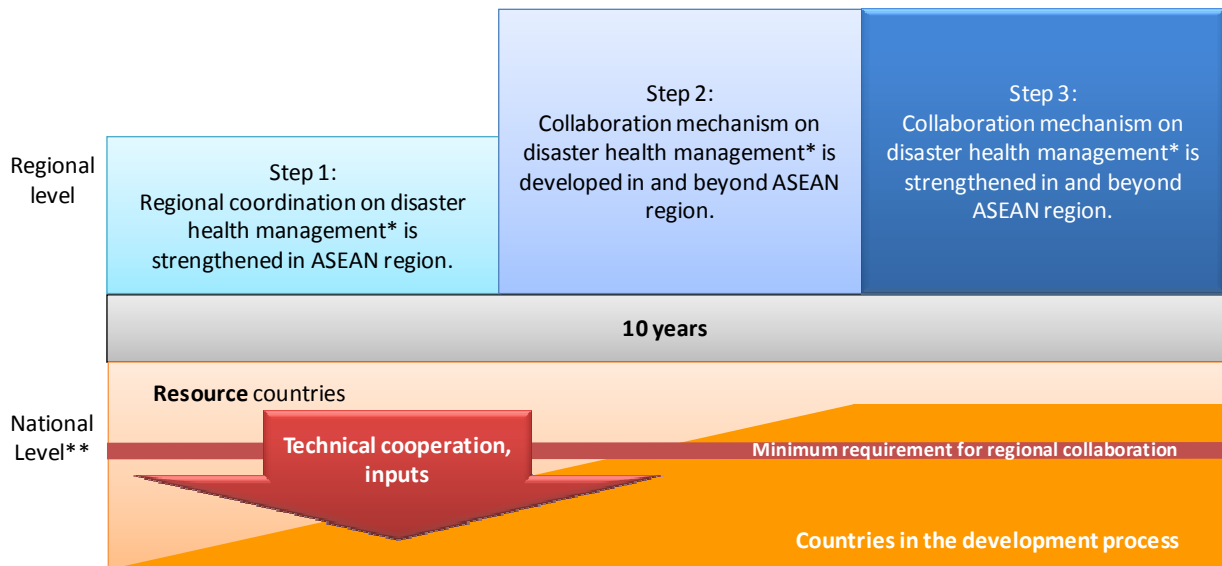 Regional
level
Step 1:
Regional coordination on disaster
health management* is
strengthened in ASEAN region.
Step 2:
Collaboration mechanism on
disaster health management* is
developed in and beyond ASEAN
region.
Step 3:
Collaboration mechanism on
disaster health management* is
strengthened in and beyond
ASEAN region.
10 years
National
Level**
Resource countries
Technical cooperation,
inputs
Minimum requirement for regional collaboration
Countries in the development process